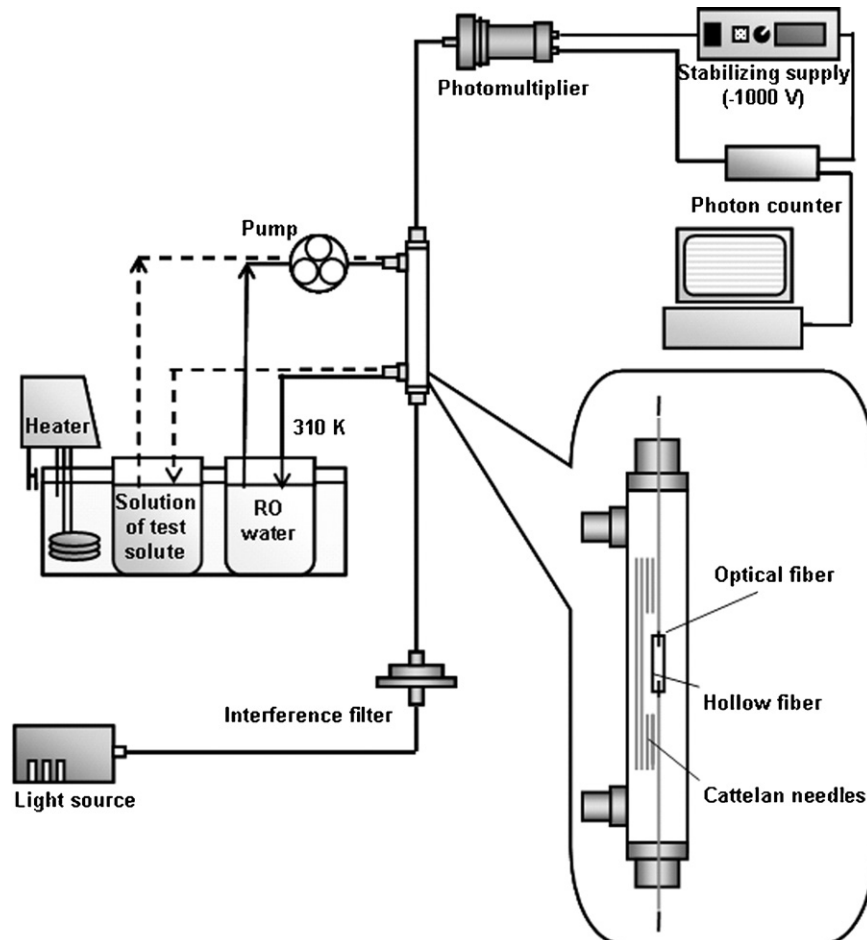 Photomultiplier
Stabilizing supply
(-1000 V)
Photon counter
Pump
Heater
310 K
Solution
of test
solute
RO
water
Optical fiber
Hollow fiber
Interference filter
Cattelan needles
Light source